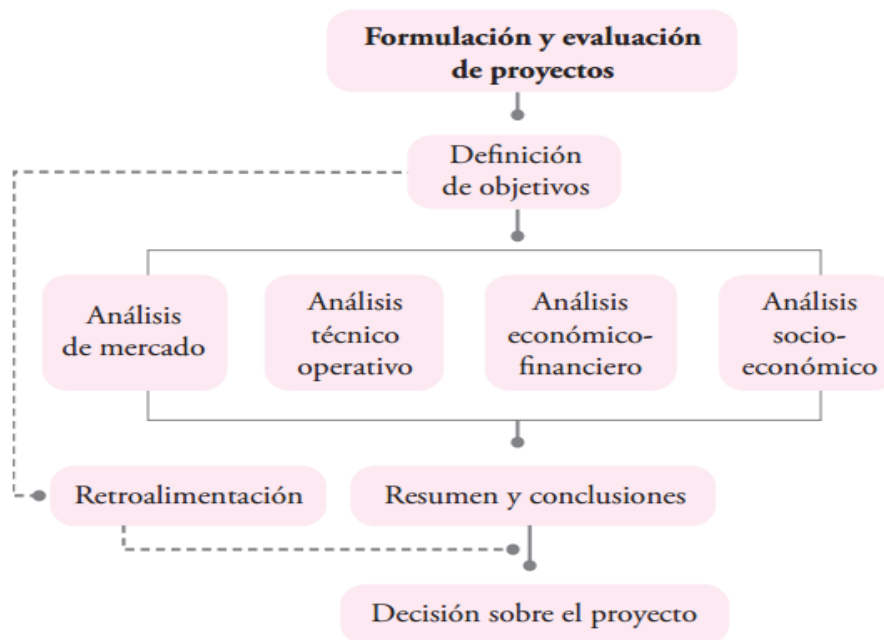 Formulación y evaluación
de proyectos
Definición
de objetivos
Análisis
de mercado
Análisis
técnico
operativo
Análisis
económico-
financiero
Análisis
socio-
económico
Retroalimentación
Resumen y conclusiones
Decisión sobre el proyecto